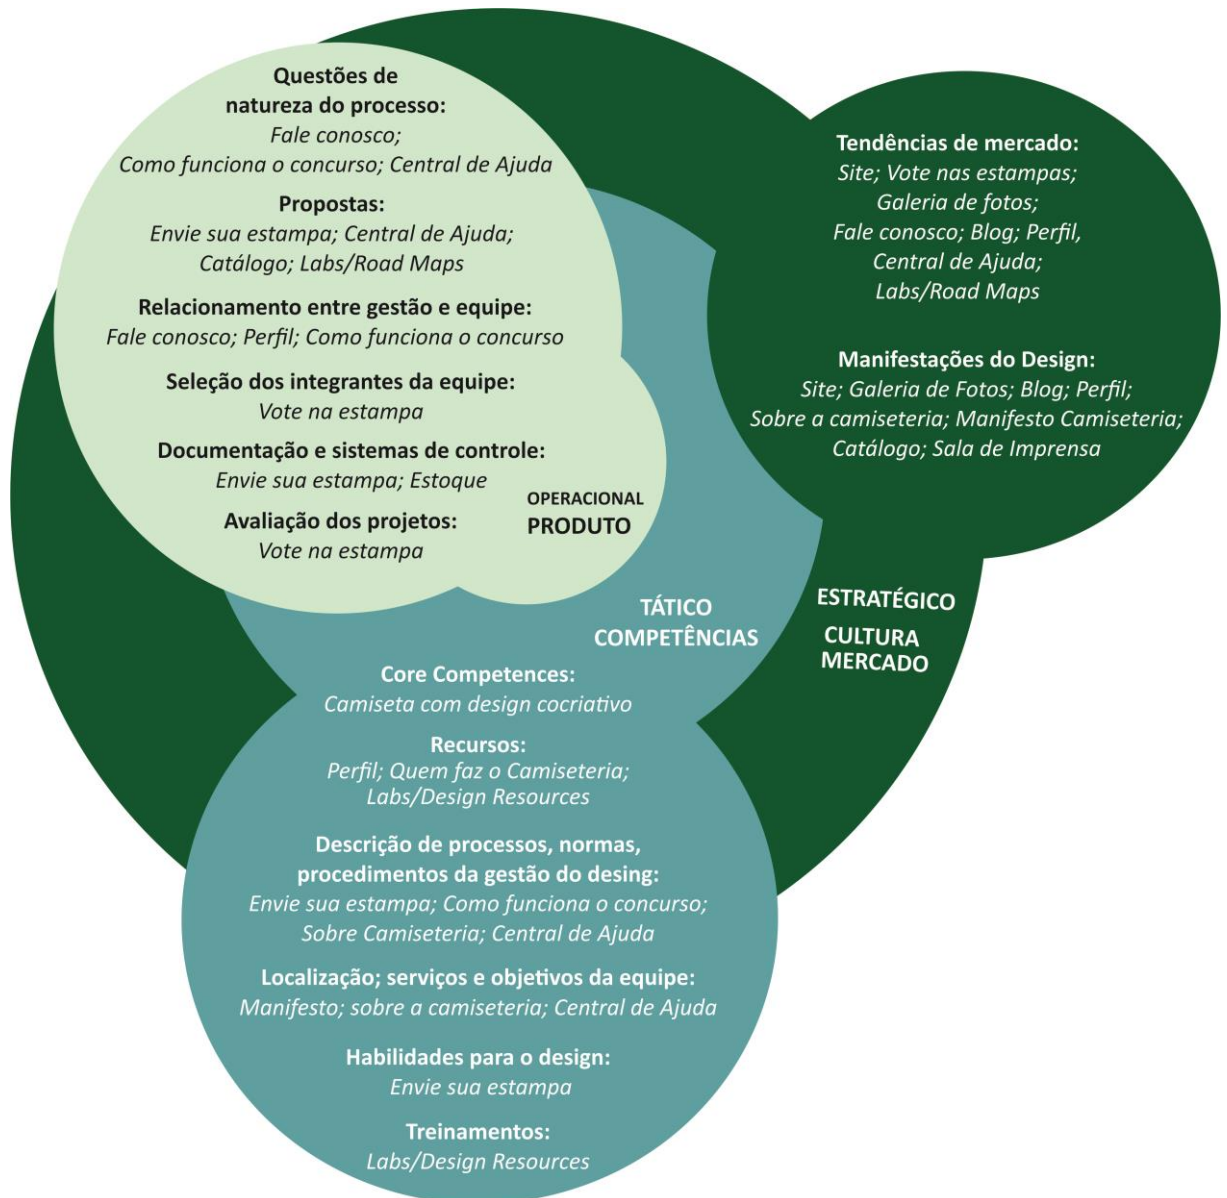 Questões de
natureza do processo:
Fale conosco;
Como funciona o concurso; Central de Ajuda
Propostas:
Envie sua estampa; Central de Ajuda;
Catálogo; Labs/Road Maps
Relacionamento entre gestão e equipe:
Fale conosco; Perfil; Como funciona o concurso
Seleção dos integrantes da equipe:
Vote na estampa
Documentação e sistemas de controle:
Envie sua estampa; Estoque
Avaliação dos projetos:
Vote na estampa
OPERACIONAL
PRODUTO
Tendências de mercado:
Site; Vote nas estampas;
Galeria de fotos;
Fale conosco; Blog; Perfil,
Central de Ajuda;
Labs/Road Maps
Manifestações do Design:
Site; Galeria de Fotos; Blog; Perfil;
Sobre a camiseteria; Manifesto Camiseteria;
Catálogo; Sala de Imprensa
ESTRATÉGICO
CULTURA
MERCADO
TÁTICO
COMPETÊNCIAS
Core Competences:
Camiseta com design cocriativo
Recursos:
Perfil; Quem faz o Camiseteria;
Labs/Design Resources
Descrição de processos, normas,
procedimentos da gestão do desing:
Envie sua estampa; Como funciona o concurso;
Sobre Camiseteria; Central de Ajuda
Localização; serviços e objetivos da equipe:
Manifesto; sobre a camiseteria; Central de Ajuda
Habilidades para o design:
Envie sua estampa
Treinamentos:
Labs/Design Resources